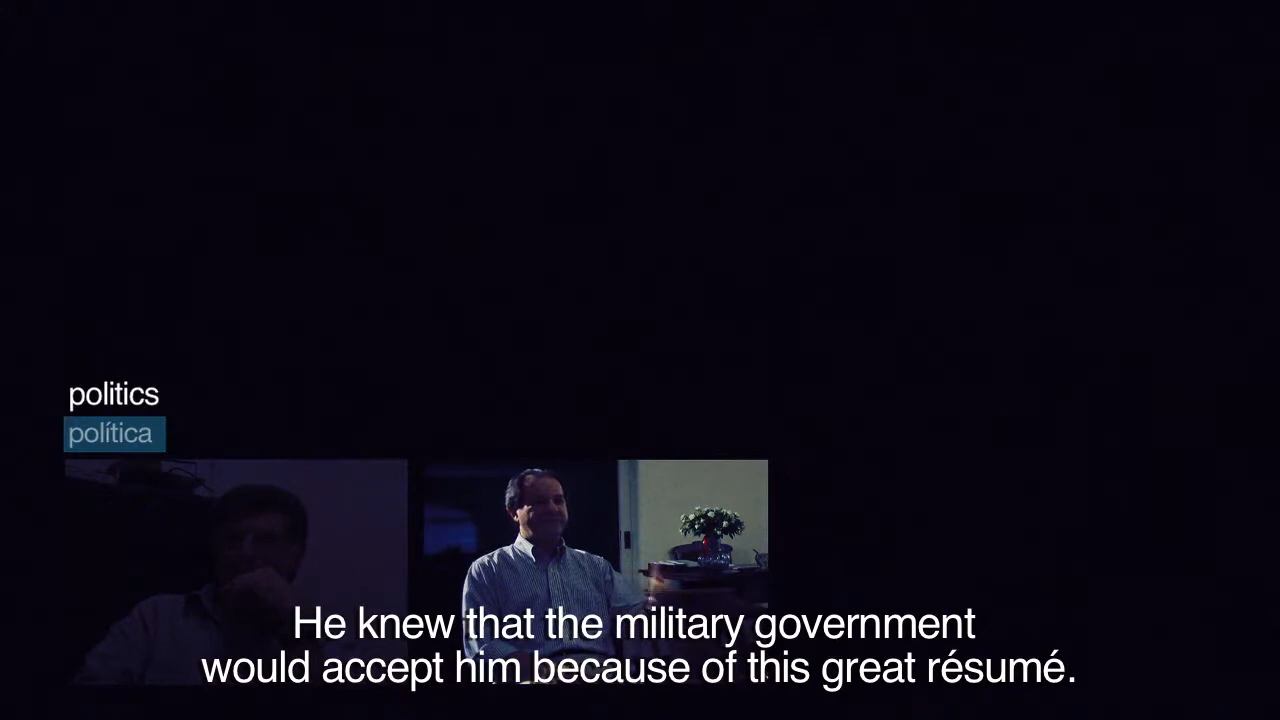 politics
política
He knew that the military government
would accept him because of this great résumé.